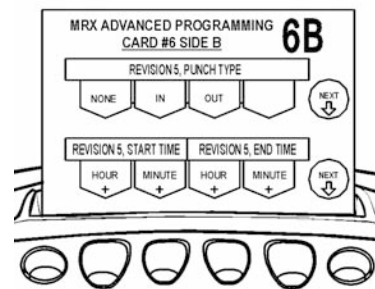 MRX ADVANCED PROGRAMMING
CARD #6 SIDE B
6B
REVISION 5, PUNCH TYPE
NONE IN OUT NEXT
REVISION 5, START TIME REVISION 5, END TIME
HOUR + MINUTE + HOUR + MINUTE + NEXT